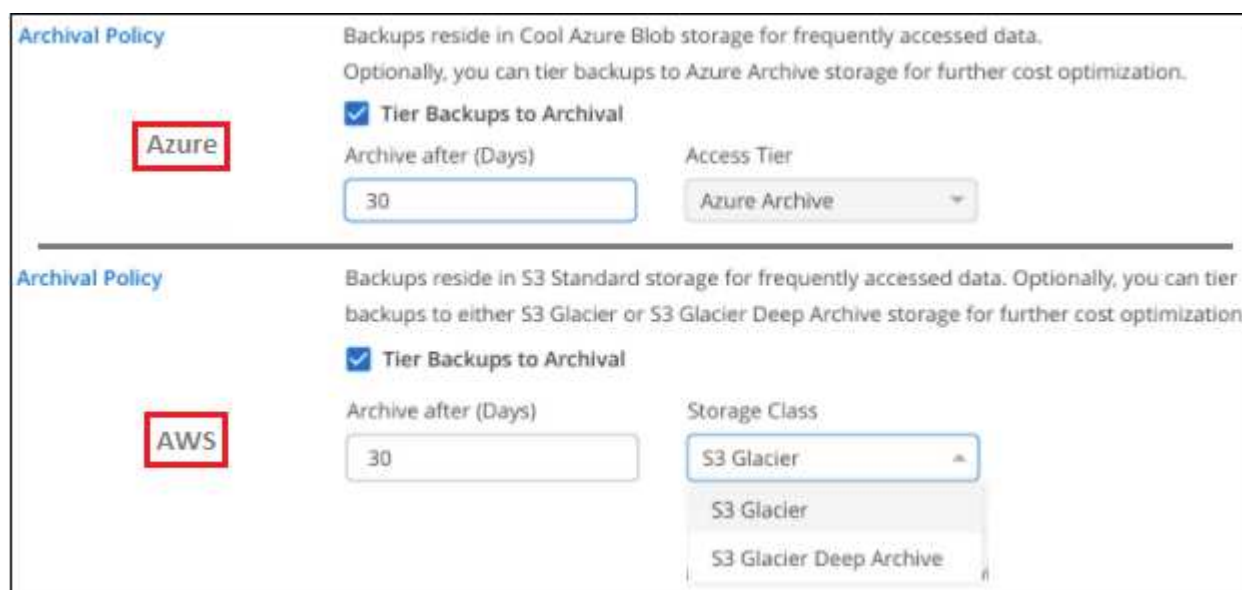 Archival Policy
Backups reside in Cool Azure Blob storage for frequently accessed data.
Optionally, you can tier backups to Azure Archive storage for further cost optimization.
Tier Backups to Archival
Azure
Archive after (Days)
Access Tier
30
Azure Archive
Archival Policy
Backups reside in S3 Standard storage for frequently accessed data. Optionally, you can tier
backups to either S3 Glacier or S3 Glacier Deep Archive storage for further cost optimization
Tier Backups to Archival
AWS
Archive after (Days)
Storage Class
30
S3 Glacier
S3 Glacier
S3 Glacier Deep Archive